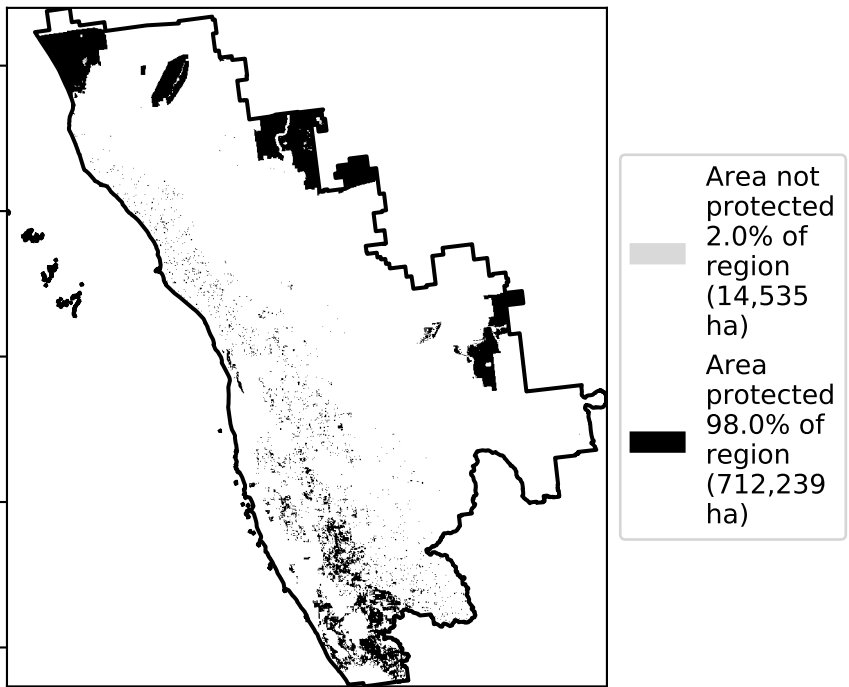 Area not
protected
2.0% of
region
(14,535
ha)
Area
protected
98.0% of
region
(712,239
ha)